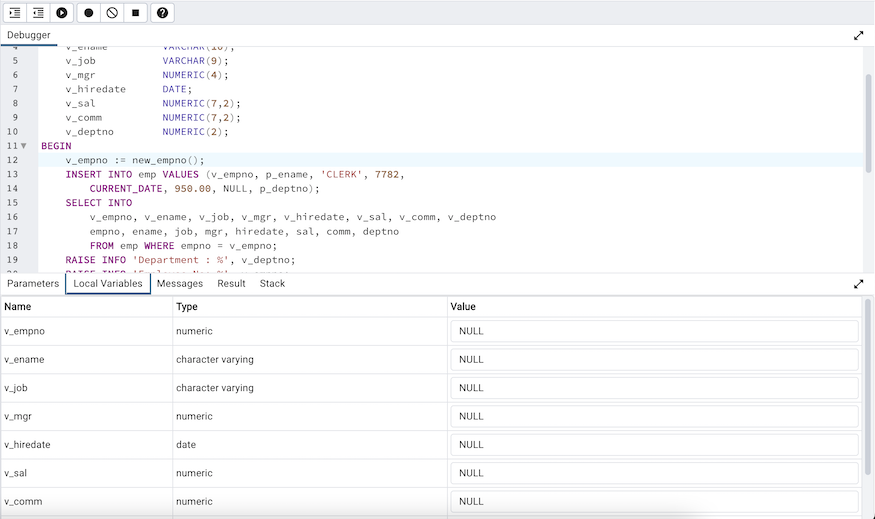 Debugger
4 v_ename VARCHAR(10);
5 v_job VARCHAR(9);
6 v_mgr NUMERIC(4);
7 v_hiredate DATE;
8 v_sal NUMERIC(7,2);
9 v_comm NUMERIC(7,2);
10 v_deptno NUMERIC(2);
11 BEGIN
12 v_empno := new_empno();
13 INSERT INTO emp VALUES (v_empno, p_ename, 'CLERK', 7782,
14 CURRENT_DATE, 950.00, NULL, p_deptno);
15 SELECT INTO
16 v_empno, v_ename, v_job, v_mgr, v_hiredate, v_sal, v_comm, v_deptno
17 empno, ename, job, mgr, hiredate, sal, comm, deptno
18 FROM emp WHERE empno = v_empno;
19 RAISE INFO 'Department : %', v_deptno;
20 RAISE INFO
Parameters Local Variables Messages Result Stack
Name Type Value
v_empno numeric NULL
v_ename character varying NULL
v_job character varying NULL
v_mgr numeric NULL
v_hiredate date NULL
v_sal numeric NULL
v_comm numeric NULL